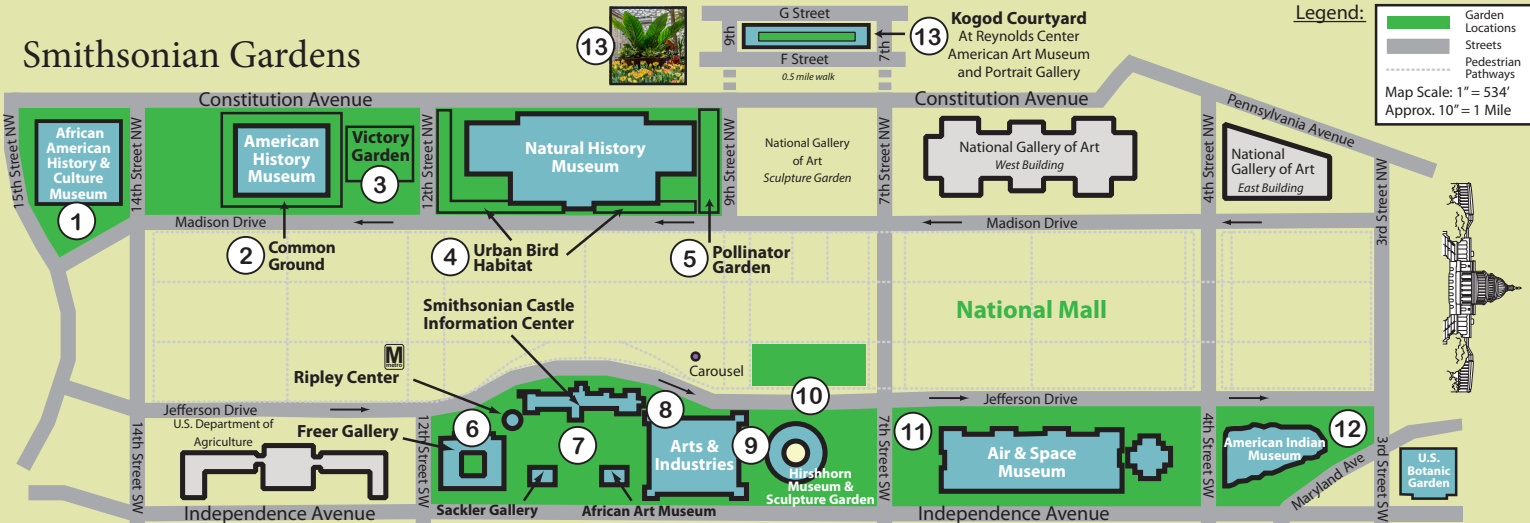 Smithsonian Gardens
13
G Street
9th
7th
F Street
0.5 mile walk
13
Kogod Courtyard
At Reynolds Center
American Art Museum
and Portrait Gallery
Legend:
Garden
Locations
Streets
Pedestrian
Pathways
Map Scale: 1” = 534’
Approx. 10” = 1 Mile
Constitution Avenue
Constitution Avenue
Pennsylvania Avenue
15th Street NW
African
American
History &
Culture
Museum
1
14th Street NW
American
History
Museum
Victory
Garden
3
12th Street NW
Natural History
Museum
9th Street NW
National Gallery
of Art
Sculpture Garden
7th Street NW
National Gallery of Art
West Building
4th Street NW
National
Gallery of Art
East Building
3rd Street NW
Madison Drive
Madison Drive
2
Common
Ground
4
Urban Bird
Habitat
5
Pollinator
Garden
Smithsonian Castle
Information Center
National Mall
M
metro
Carousel
Ripley Center
Jefferson Drive
Jefferson Drive
U.S. Department of
Agriculture
14th Street SW
Freer Gallery
12th Street SW
6
7
8
Arts &
Industries
9
10
Hirshhorn
Museum &
Sculpture Garden
7th Street SW
11
Air & Space
Museum
4th Street SW
American Indian
Museum
12
Maryland Ave
3rd Street SW
U.S.
Botanic
Garden
Sackler Gallery
African Art Museum
Independence Avenue
Independence Avenue